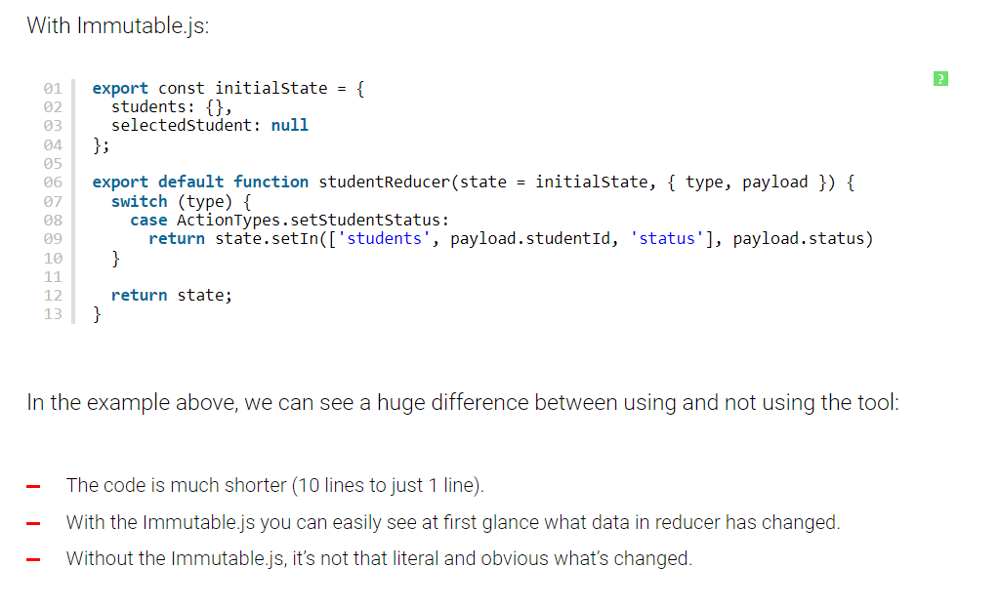 With Immutable.js:
?
01 export const initialState = {
02   students: {},
03   selectedStudent: null
04 };
05
06 export default function studentReducer(state = initialState, { type, payload }) {
07   switch (type) {
08     case ActionTypes.setStudentStatus:
09       return state.setIn(['students', payload.studentId, 'status'], payload.status)
10   }
11
12   return state;
13 }
In the example above, we can see a huge difference between using and not using the tool:
– The code is much shorter (10 lines to just 1 line).
– With the Immutable.js you can easily see at first glance what data in reducer has changed.
– Without the Immutable.js, it's not that literal and obvious what's changed.